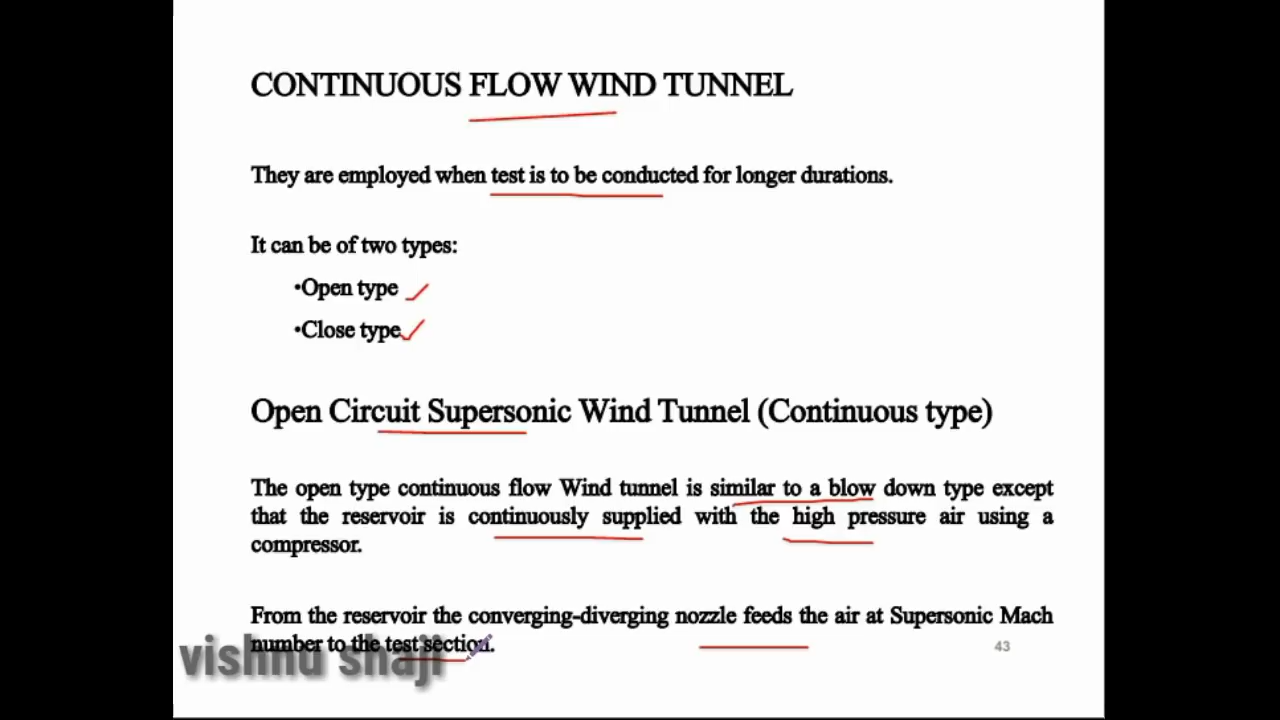 CONTINUOUS FLOW WIND TUNNEL
They are employed when test is to be conducted for longer durations.
It can be of two types:
•Open type
•Close type
Open Circuit Supersonic Wind Tunnel (Continuous type)
The open type continuous flow Wind tunnel is similar to a blow down type except
that the reservoir is continuously supplied with the high pressure air using a
compressor.
From the reservoir the converging-diverging nozzle feeds the air at Supersonic Mach
number to the test section.
vishnu shaji
43